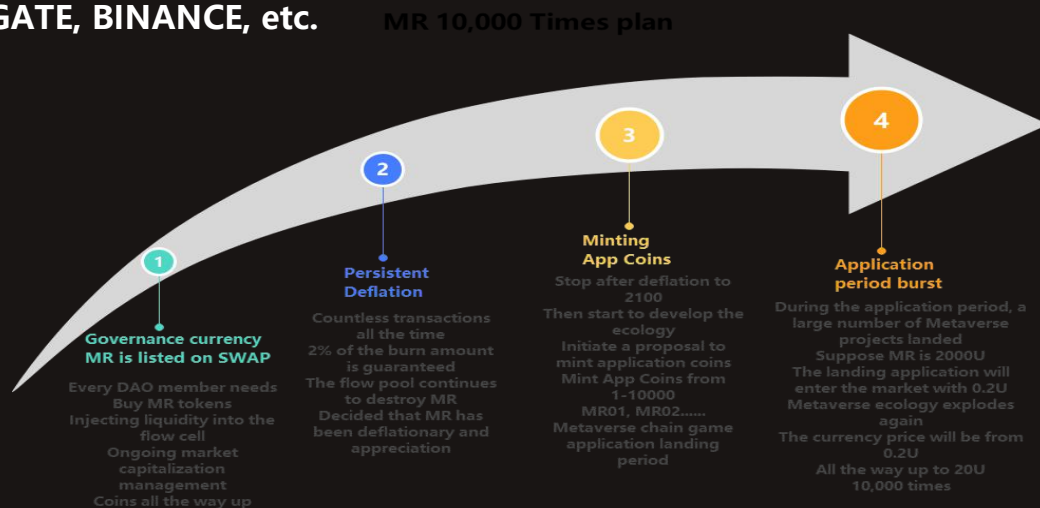 GATE, BINANCE, etc.
MR 10,000 Times plan
1
Governance currency
MR is listed on SWAP
Every DAO member needs
Buy MR tokens
Injecting liquidity into the
flow cell
Ongoing market
capitalization
management
Coins all the way up
2
Persistent
Deflation
Countless transactions
all the time
2% of the burn amount
is guaranteed
The flow pool continues
to destroy MR
Decided that MR has
been deflationary and
appreciation
3
Minting
App Coins
Stop after deflation to
2100
Then start to develop the
ecology
Initiate a proposal to
mint application coins
Mint App Coins from
1-10000
MR01, MR02......
Metaverse chain game
application landing
period
4
Application
period burst
During the application period, a
large number of Metaverse
projects landed
Suppose MR is 2000U
The landing application will
enter the market with 0.2U
Metaverse ecology explodes
again
The currency price will be from
0.2U
All the way up to 20U
10,000 times